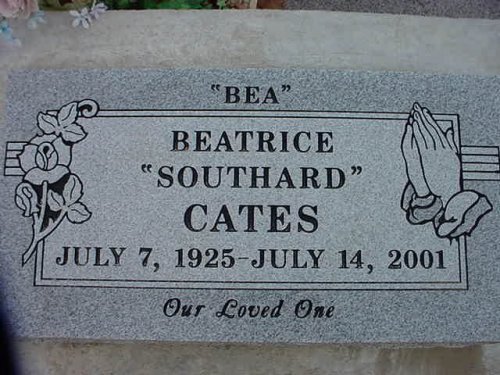 "BEA"
BEATRICE
"SOUTHARD"
CATES
JULY 7, 1925-JULY 14, 2001
Our Loved One